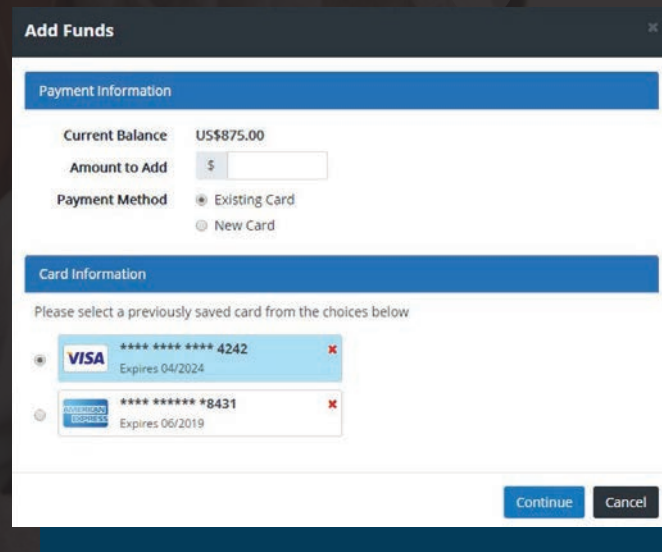 Add Funds
Payment Information
Current Balance US$875.00
Amount to Add $
Payment Method Existing Card
New Card
Card Information
Please select a previously saved card from the choices below
VISA **** **** **** 4242
Expires 04/2024
AMERICAN EXPRESS **** ****** *8431
Expires 06/2019
Continue Cancel